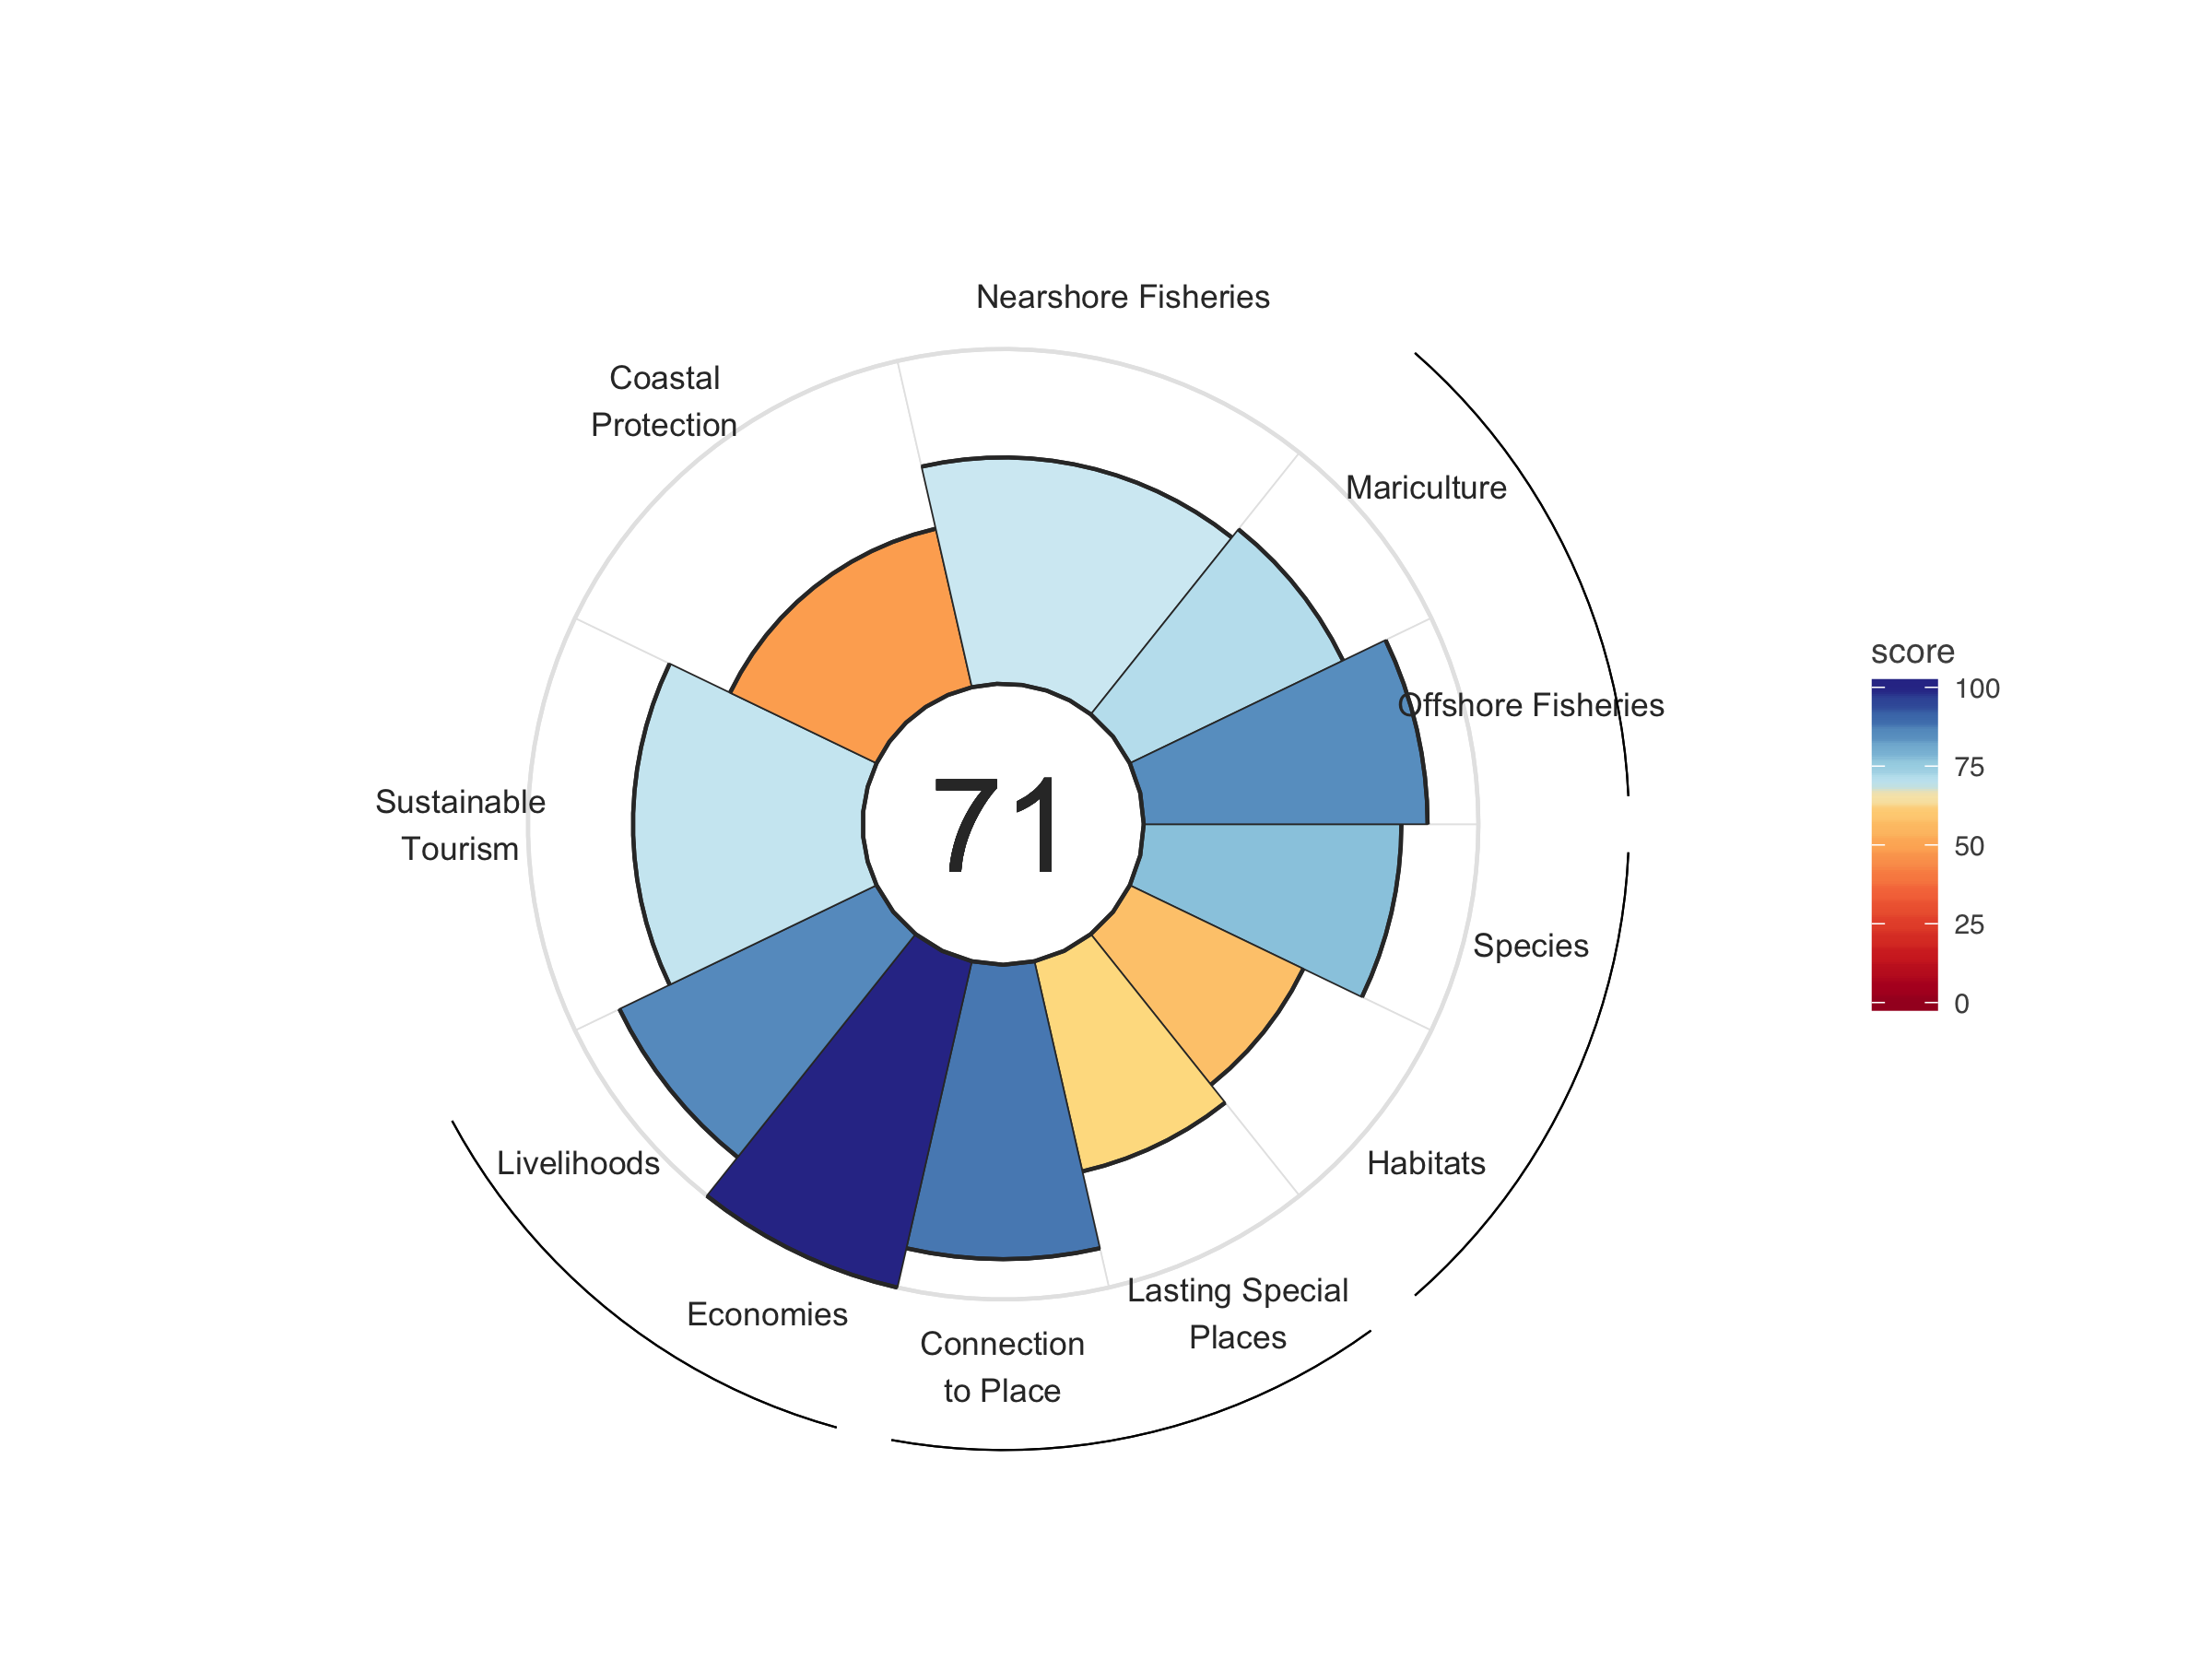 Nearshore Fisheries
Coastal
Protection
Mariculture
score
100
75
50
25
0
Offshore Fisheries
71
Sustainable
Tourism
Species
Livelihoods
Habitats
Economies
Lasting Special
Places
Connection
to Place